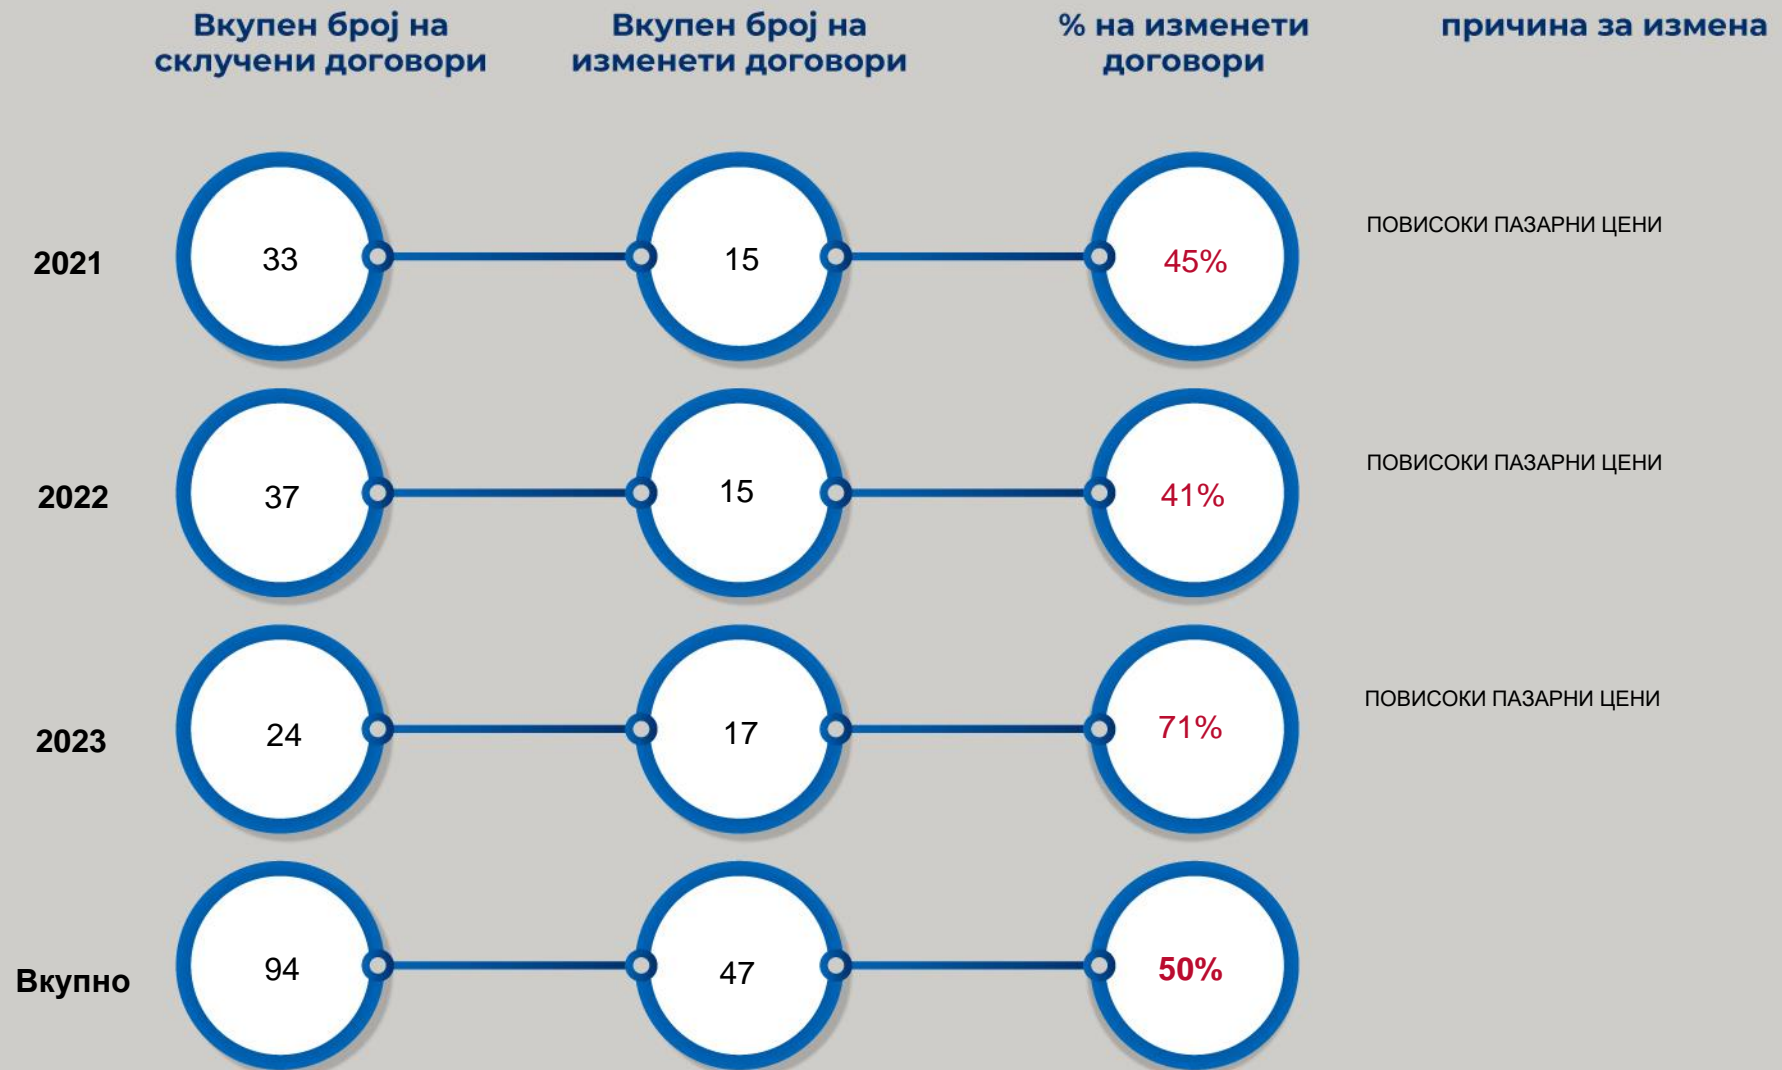 Вкупен број на
склучени договори
Вкупен број на
изменети договори
% на изменети
договори
причина за измена
2021
33
15
45%
ПОВИСОКИ ПАЗАРНИ ЦЕНИ
2022
37
15
41%
ПОВИСОКИ ПАЗАРНИ ЦЕНИ
2023
24
17
71%
ПОВИСОКИ ПАЗАРНИ ЦЕНИ
Вкупно
94
47
50%